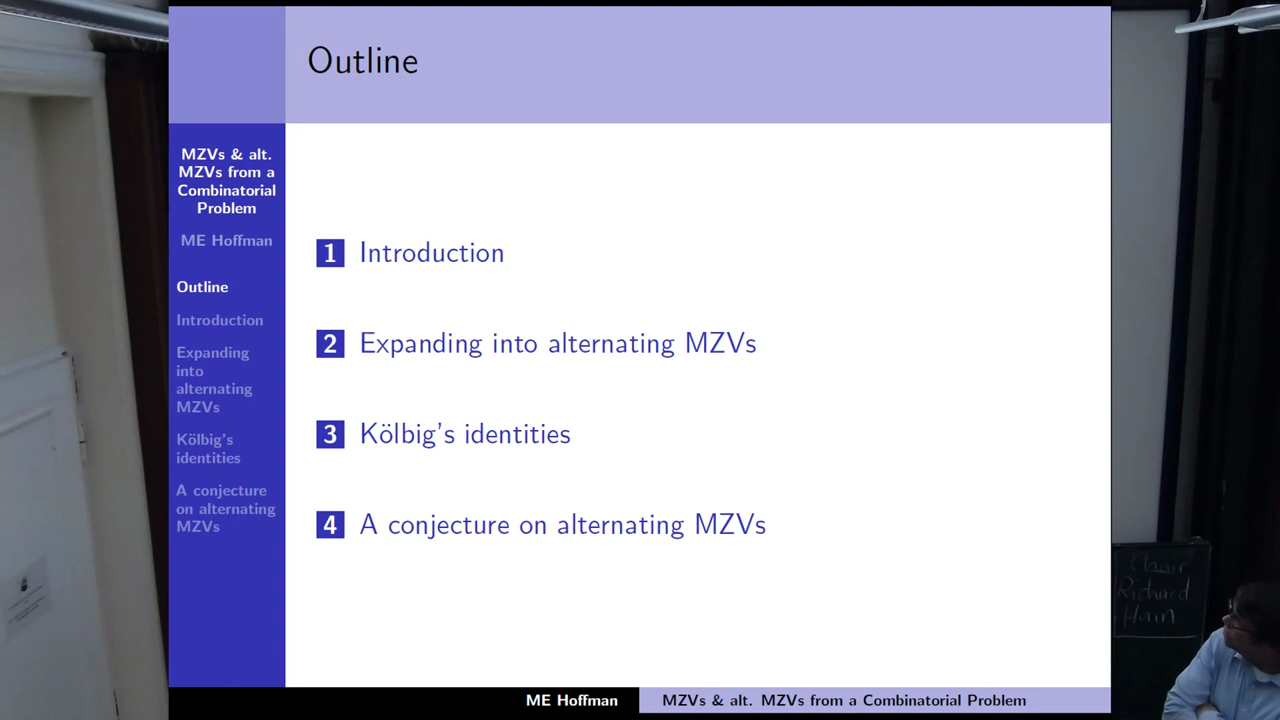 Outline
MZVs & alt.
MZVs from a
Combinatorial
Problem
ME Hoffman
Outline
Introduction
Expanding
into
alternating
MZVs
Kölbig's
identities
A conjecture
on alternating
MZVs
1 Introduction
2 Expanding into alternating MZVs
3 Kölbig's identities
4 A conjecture on alternating MZVs
Chair
Richard
Hain
ME Hoffman
MZVs & alt. MZVs from a Combinatorial Problem